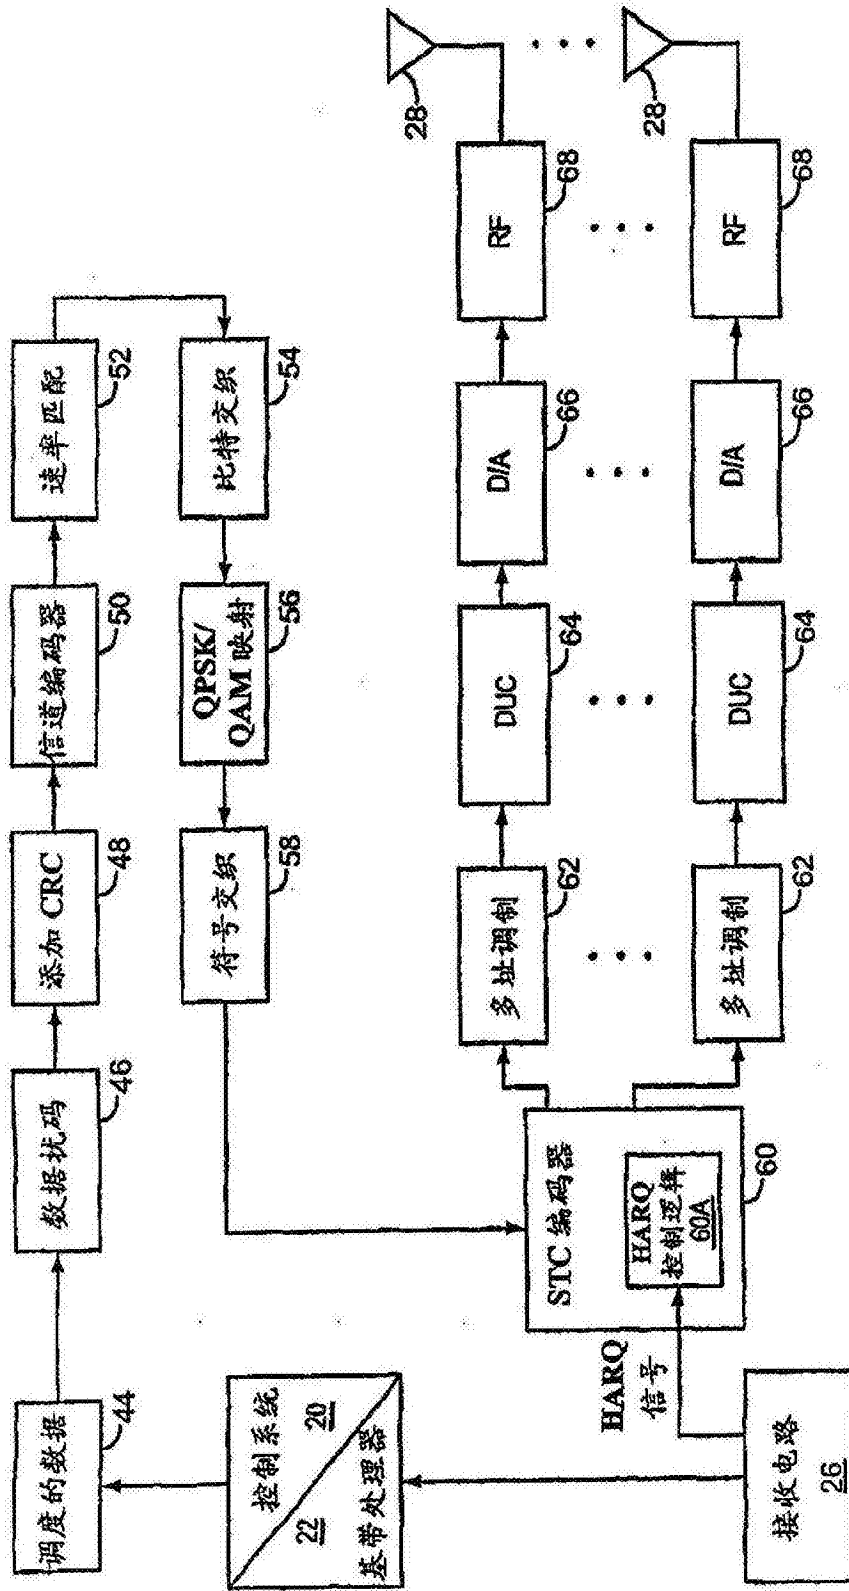 调度的数据
44
数据扰码
46
添加 CRC
48
信道编码器
50
速率匹配
52
控制系统
20
22
基带处理器
符号交织
58
QPSK/
QAM 映射
56
比特交织
54
接收电路
26
HARQ
信号
STC 编码器
HARQ
控制逻辑
60A
60
多址调制
62
DUC
64
D/A
66
RF
68
28
多址调制
62
DUC
64
D/A
66
RF
68
28